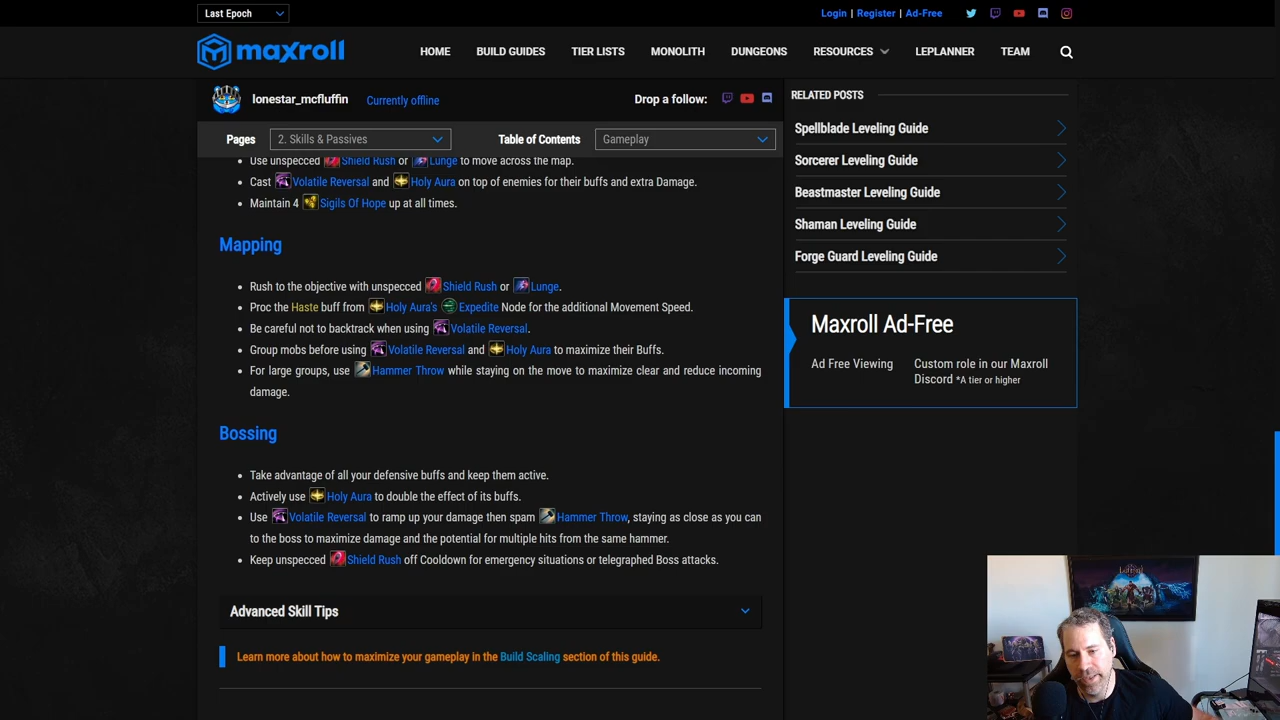 Last Epoch
Login | Register | Ad-Free
maxroll
HOME BUILD GUIDES TIER LISTS MONOLITH DUNGEONS RESOURCES LEPLANNER TEAM
lonestar_mcfluffin Currently offline Drop a follow:
Pages 2. Skills & Passives Table of Contents Gameplay
Use unspecced Shield Rush or Lunge to move across the map.
Cast Volatile Reversal and Holy Aura on top of enemies for their buffs and extra Damage.
Maintain 4 Sigils Of Hope up at all times.
Mapping
Rush to the objective with unspecced Shield Rush or Lunge.
Proc the Haste buff from Holy Aura's Expedite Node for the additional Movement Speed.
Be careful not to backtrack when using Volatile Reversal.
Group mobs before using Volatile Reversal and Holy Aura to maximize their Buffs.
For large groups, use Hammer Throw while staying on the move to maximize clear and reduce incoming
damage.
Bossing
Take advantage of all your defensive buffs and keep them active.
Actively use Holy Aura to double the effect of its buffs.
Use Volatile Reversal to ramp up your damage then spam Hammer Throw, staying as close as you can
to the boss to maximize damage and the potential for multiple hits from the same hammer.
Keep unspecced Shield Rush off Cooldown for emergency situations or telegraphed Boss attacks.
Advanced Skill Tips
Learn more about how to maximize your gameplay in the Build Scaling section of this guide.
RELATED POSTS
Spellblade Leveling Guide
Sorcerer Leveling Guide
Beastmaster Leveling Guide
Shaman Leveling Guide
Forge Guard Leveling Guide
Maxroll Ad-Free
Ad Free Viewing
Custom role in our Maxroll
Discord *A tier or higher